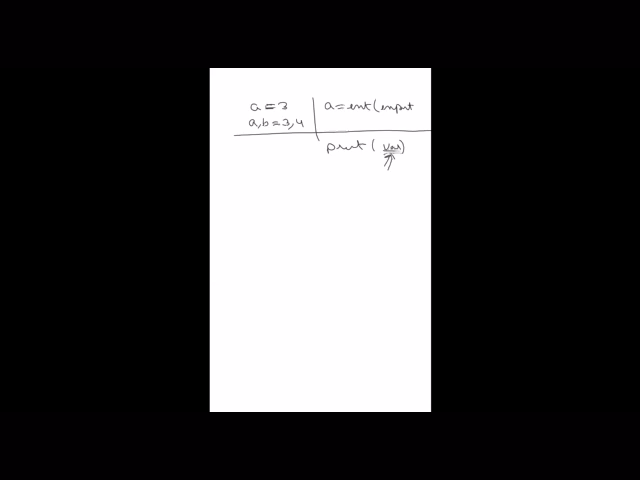 a = 3
a,b = 3,4
a = int(input
print( var)